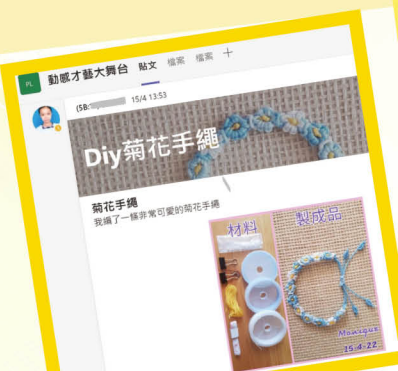 PL 動感才藝大舞台 貼文 檔案 檔案 +
(5B: 15/4 13:53
Diy菊花手繩
菊花手繩
我編了一條非常可愛的菊花手繩
材料 製成品
Monique
15-4-22